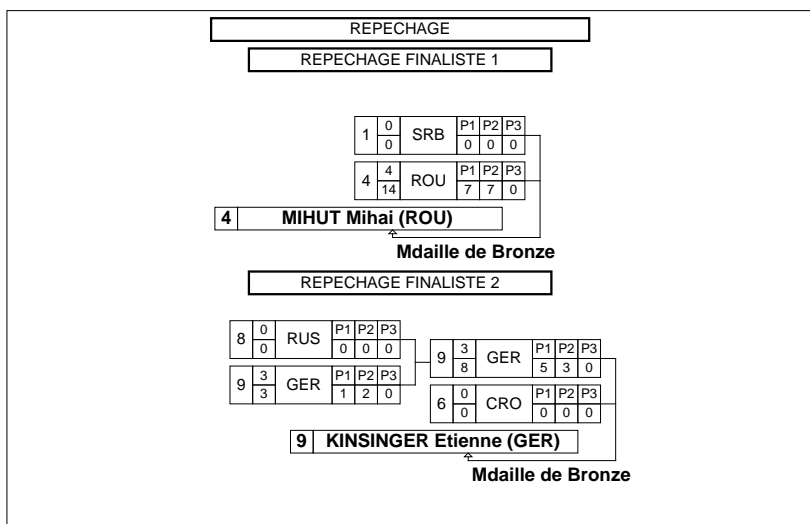 REPECHAGE
REPECHAGE FINALISTE 1
1 0 SRB P1 P2 P3
0 0 0 0
4 4 ROU P1 P2 P3
14 7 7 0
4 MIHUT Mihai (ROU)
Mdaille de Bronze
REPECHAGE FINALISTE 2
8 0 RUS P1 P2 P3
0 0 0 0
9 3 GER P1 P2 P3
3 1 2 0
9 3 GER P1 P2 P3
8 5 3 0
6 0 CRO P1 P2 P3
0 0 0 0
9 KINSINGER Etienne (GER)
Mdaille de Bronze